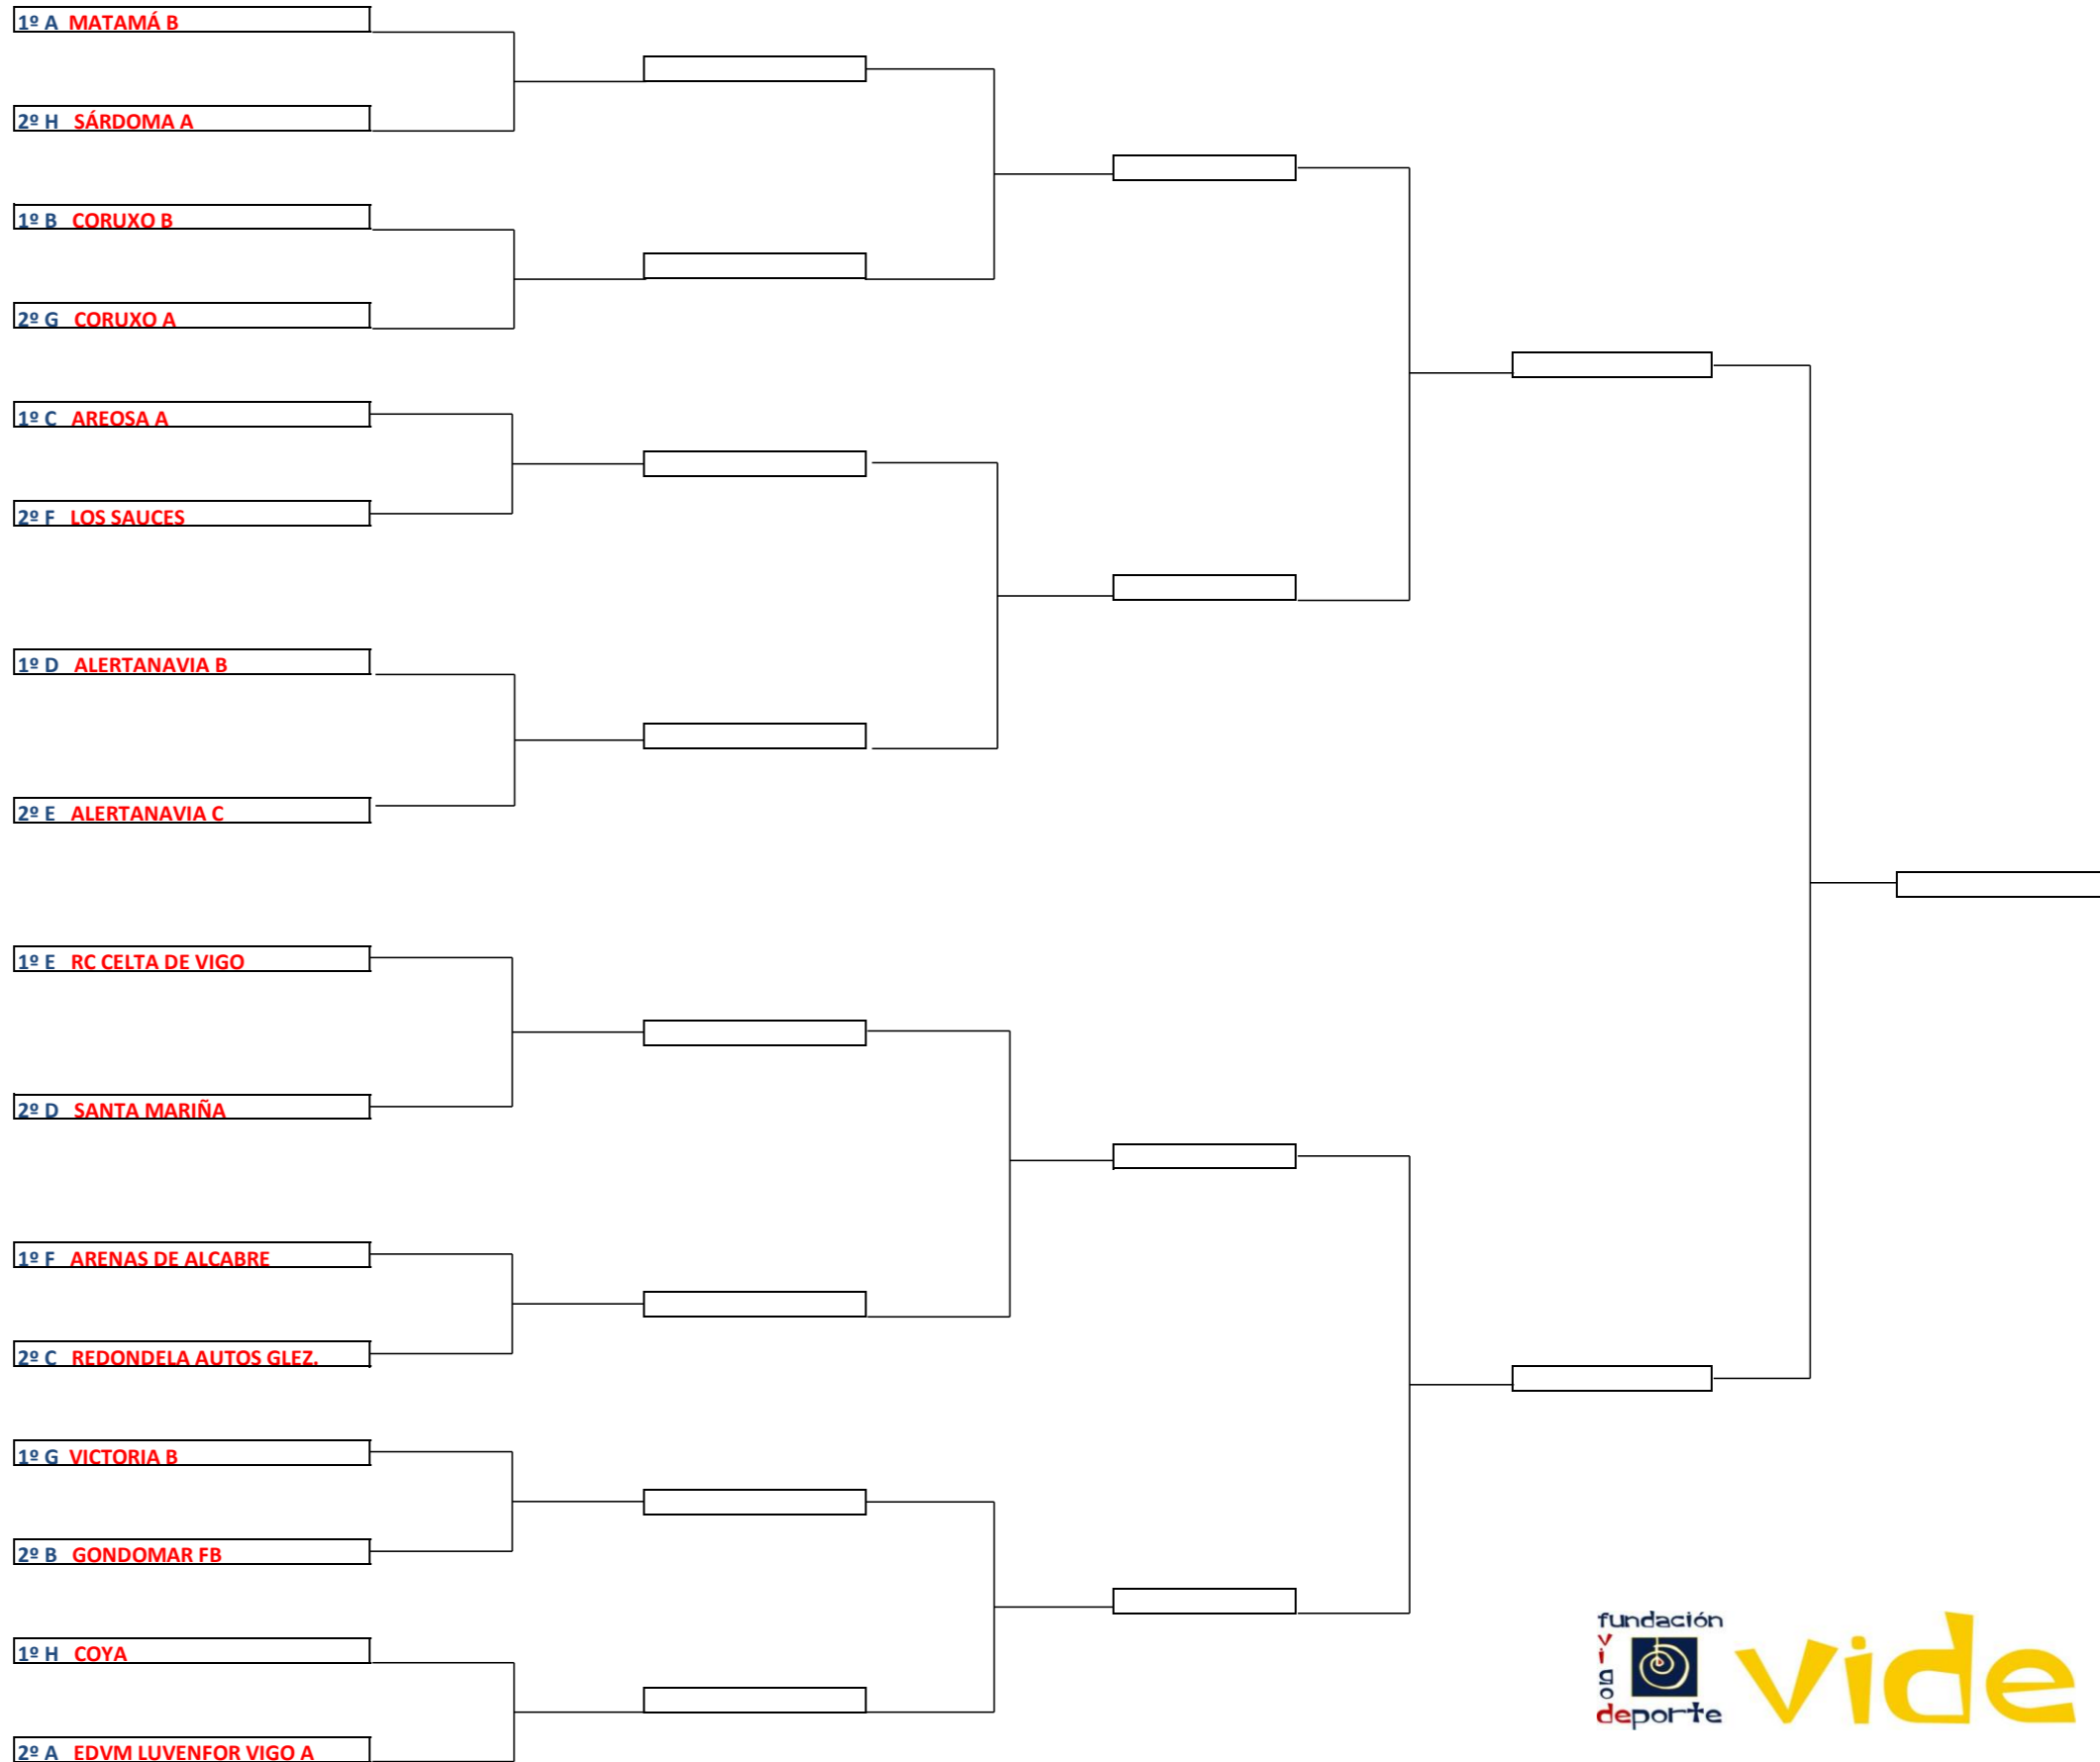 1º A MATAMÁ B
2º H SÁRDOMA A
1º B CORUXO B
2º G CORUXO A
1º C AREOSA A
2º F LOS SAUCES
1º D ALERTANAVIA B
2º E ALERTANAVIA C
1º E RC CELTA DE VIGO
2º D SANTA MARIÑA
1º F ARENAS DE ALCABRE
2º C REDONDELA AUTOS GLEZ.
1º G VICTORIA B
2º B GONDOMAR FB
1º H COYA
2º A EDVM LUVENFOR VIGO A
fundación
vigo
deporte
vide